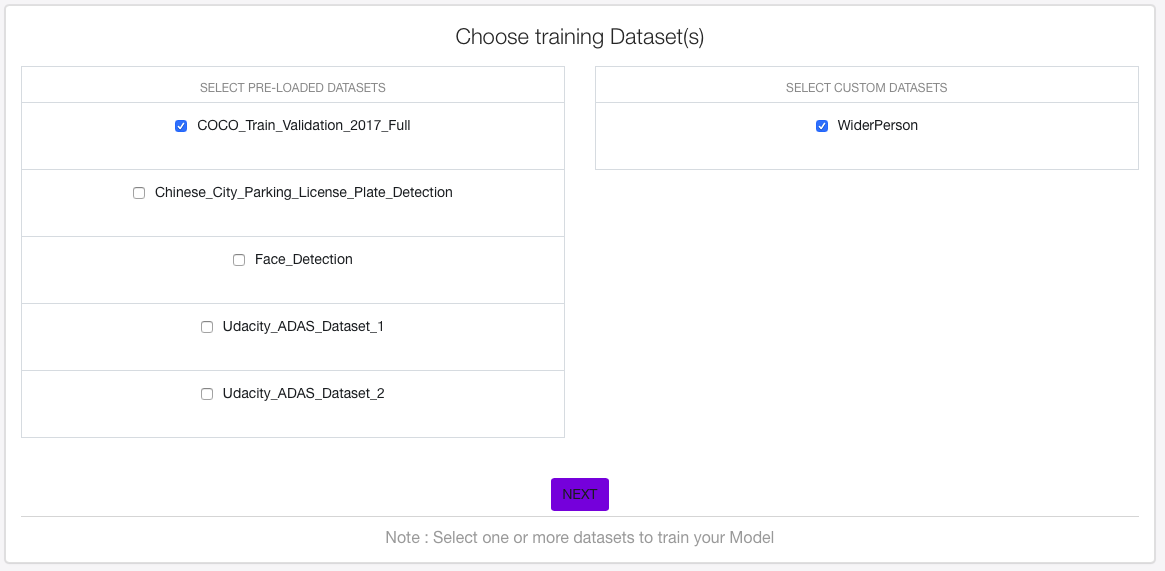 Choose training Dataset(s)
SELECT PRE-LOADED DATASETS
COCO_Train_Validation_2017_Full
Chinese_City_Parking_License_Plate_Detection
Face_Detection
Udacity_ADAS_Dataset_1
Udacity_ADAS_Dataset_2
SELECT CUSTOM DATASETS
WiderPerson
NEXT
Note : Select one or more datasets to train your Model